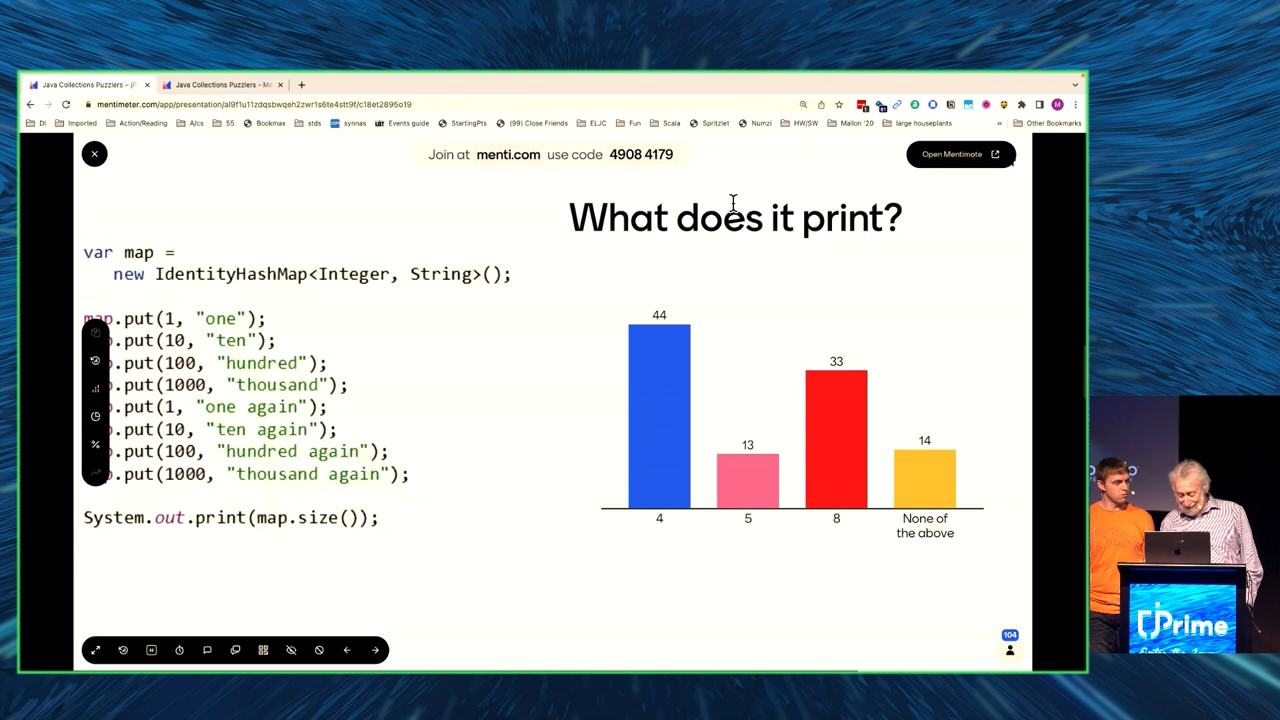 Java Collections Puzzlers – jP
Java Collections Puzzlers - Me
mentimeter.com/app/presentation/al9f1u11zdqsbwqeh2zwr1s6te4stt9f/c18et2895o19
DI
Imported
Action/Reading
A/cs
55
Bookmax
stds
synnas
Events guide
StartingPts
(99) Close Friends
ELJC
Fun
Scala
Spritzlet
Numzi
HW/SW
Mallon '20
large houseplants
»
Other Bookmarks
Join at menti.com use code 4908 4179
Open Mentimote
What does it print?
var map =
new IdentityHashMap<Integer, String>();
map.put(1, "one");
.put(10, "ten");
.put(100, "hundred");
.put(1000, "thousand");
.put(1, "one again");
.put(10, "ten again");
.put(100, "hundred again");
.put(1000, "thousand again");
System.out.print(map.size());
44
13
33
14
4
5
8
None of
the above
104
jPrime